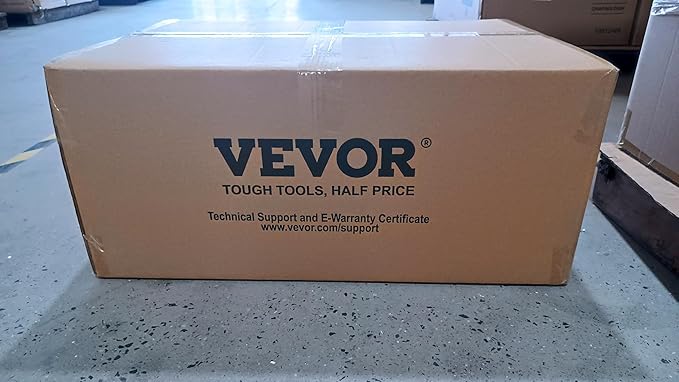 VEVOR®
TOUGH TOOLS, HALF PRICE
Technical Support and E-Warranty Certificate
www.vevor.com/support